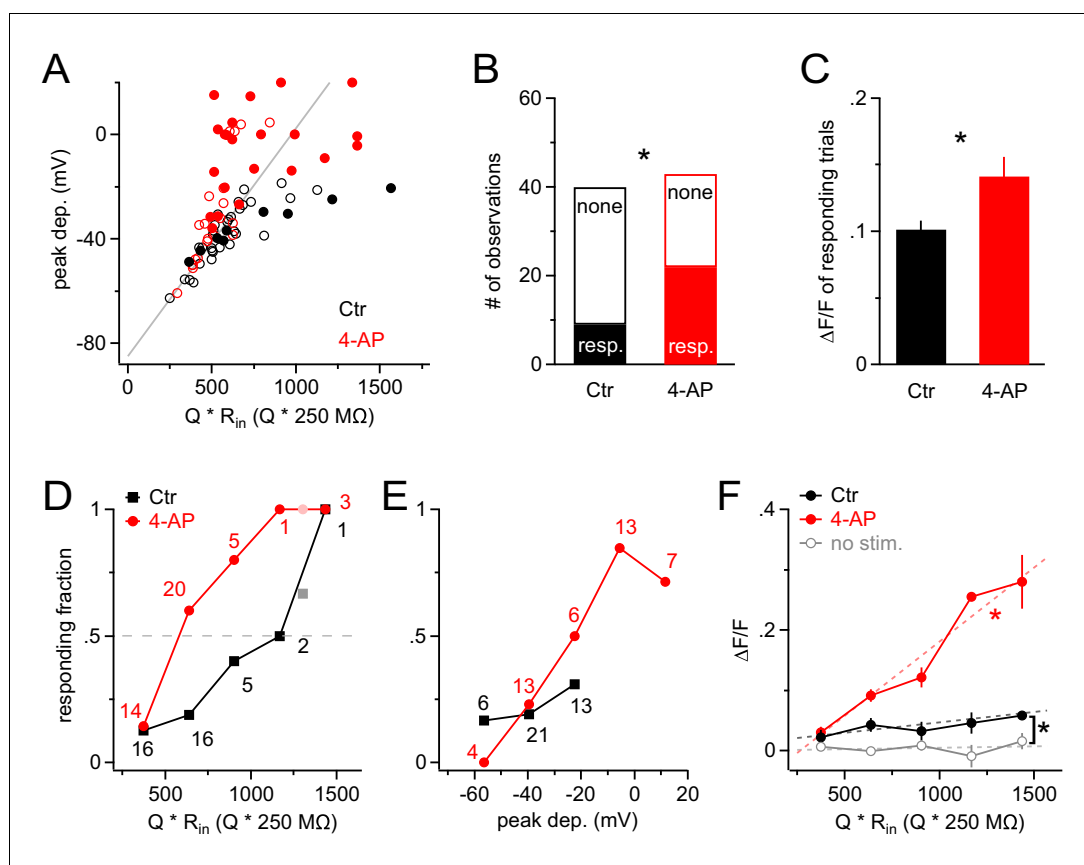 A
peak dep. (mV)
0
-40
-80
0
500
1000
1500
Q * Rin (Q * 250 MΩ)
Ctr
4-AP
B
# of observations
60
40
20
0
none
resp.
none
resp.
*
Ctr
4-AP
C
ΔF/F of responding trials
.2
.1
0
*
Ctr
4-AP
D
responding fraction
1
.5
0
Ctr
4-AP
14
20
5
1
3
16
16
5
2
1
500
1000
1500
Q * Rin (Q * 250 MΩ)
E
1
.5
0
6
21
13
4
13
6
13
7
-60
-40
-20
0
20
peak dep. (mV)
F
Ctr
4-AP
no stim.
ΔF/F
.4
.2
0
*
*
500
1000
1500
Q * Rin (Q * 250 MΩ)